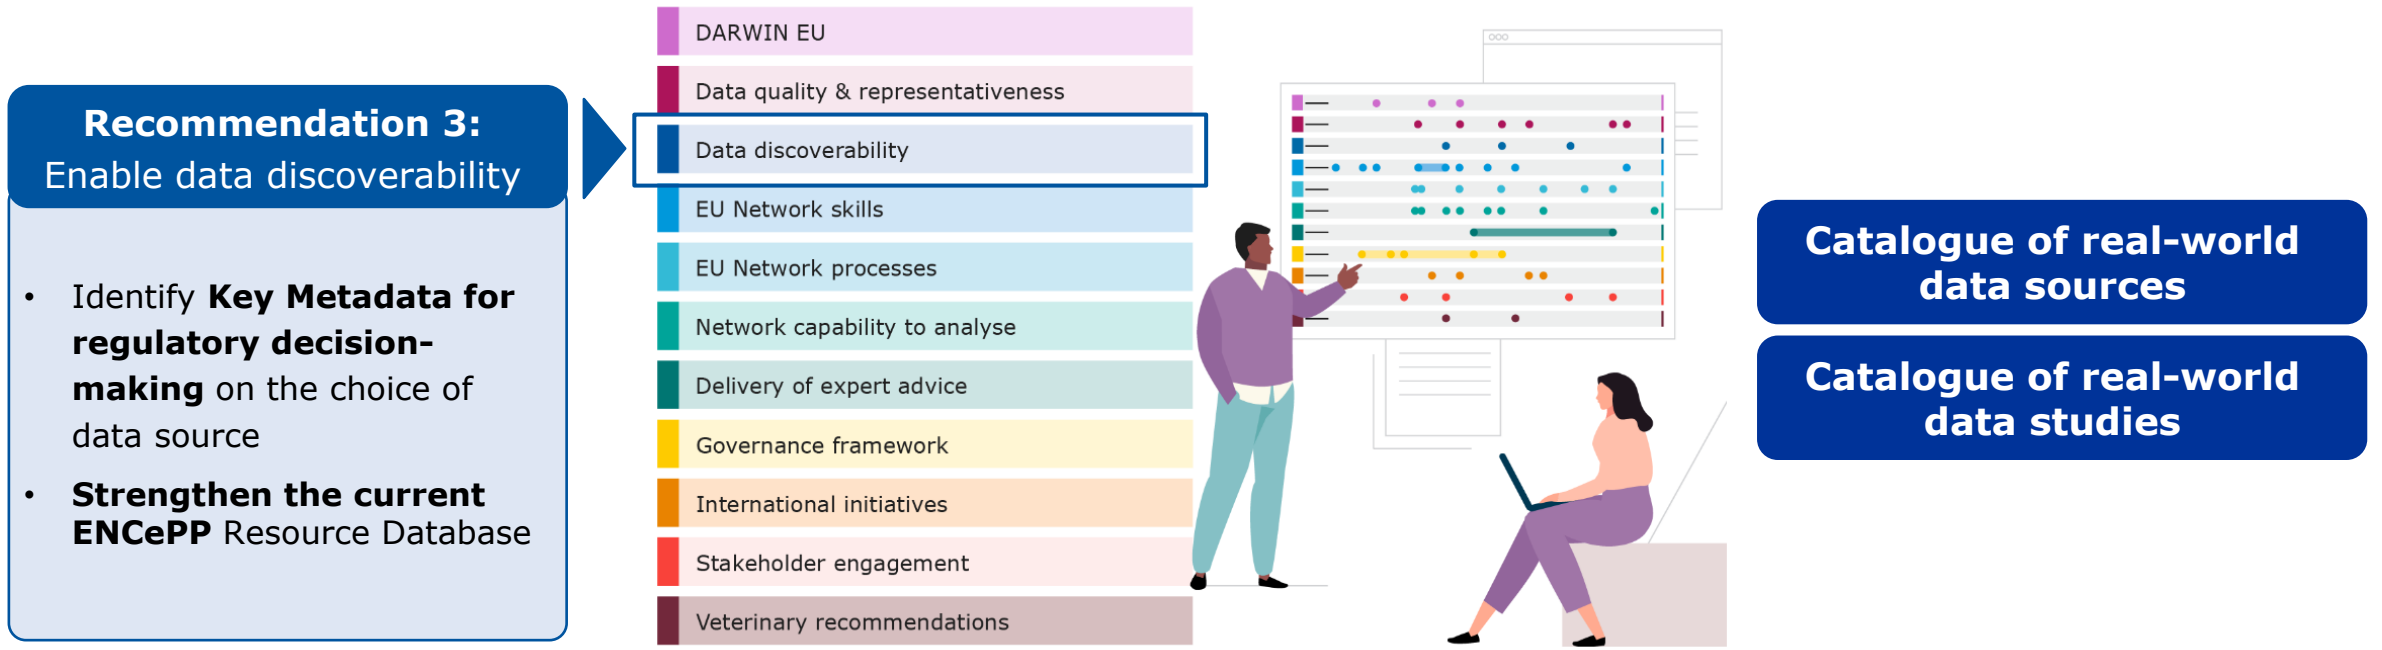 Recommendation 3:
Enable data discoverability
• Identify Key Metadata for
regulatory decision-
making on the choice of
data source
• Strengthen the current
ENCePP Resource Database
DARWIN EU
Data quality & representativeness
Data discoverability
EU Network skills
EU Network processes
Network capability to analyse
Delivery of expert advice
Governance framework
International initiatives
Stakeholder engagement
Veterinary recommendations
Catalogue of real-world
data sources
Catalogue of real-world
data studies